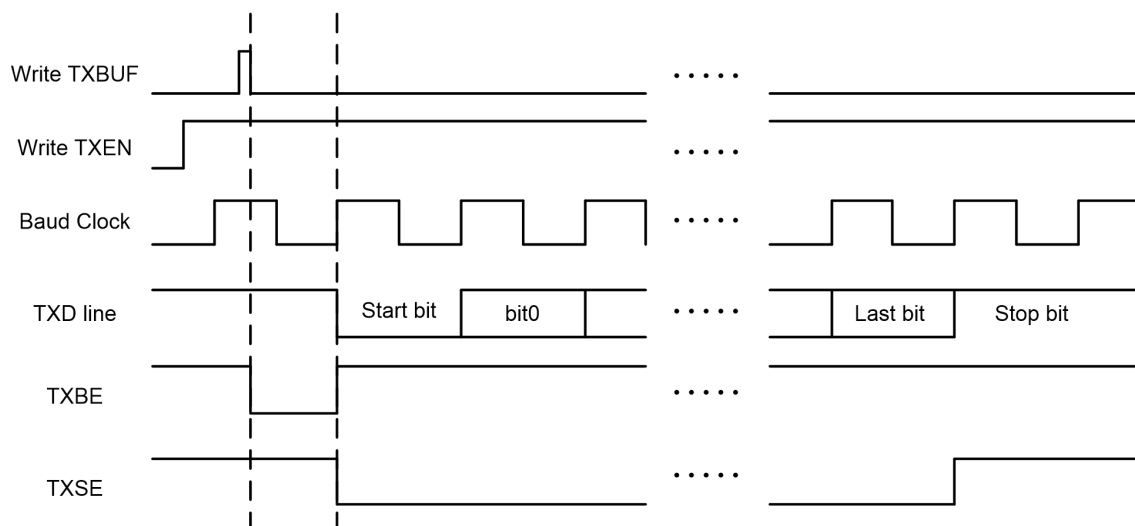 Write TXBUF
. . . . .
Write TXEN
. . . . .
Baud Clock
. . . . .
TXD line
Start bit
bit0
. . . . .
Last bit
Stop bit
TXBE
. . . . .
TXSE
. . . . .